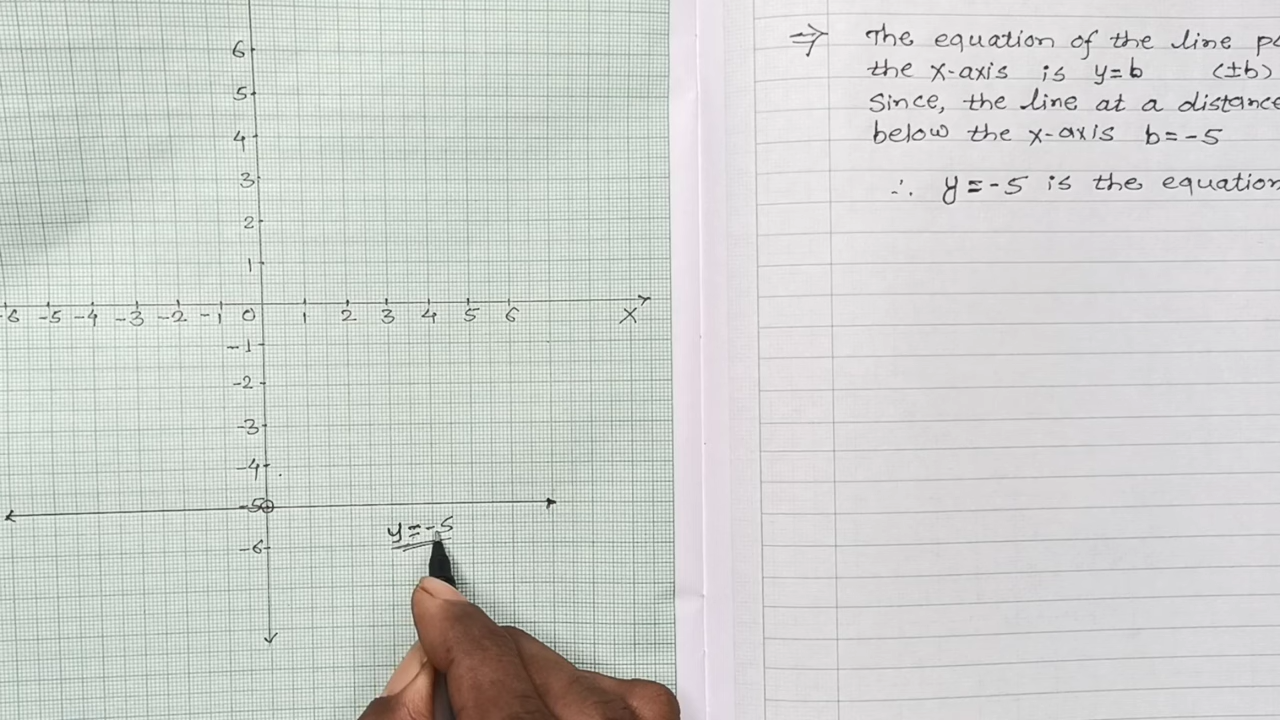 6
5
4
3
2
1
-6 -5 -4 -3 -2 -1 0 1 2 3 4 5 6 X
-1
-2
-3
-4
-5
y=-5
-6
⇒ The equation of the line
the x-axis is y=b (±b)
Since, the line at a distance
below the x-axis b=-5
∴ y=-5 is the equation